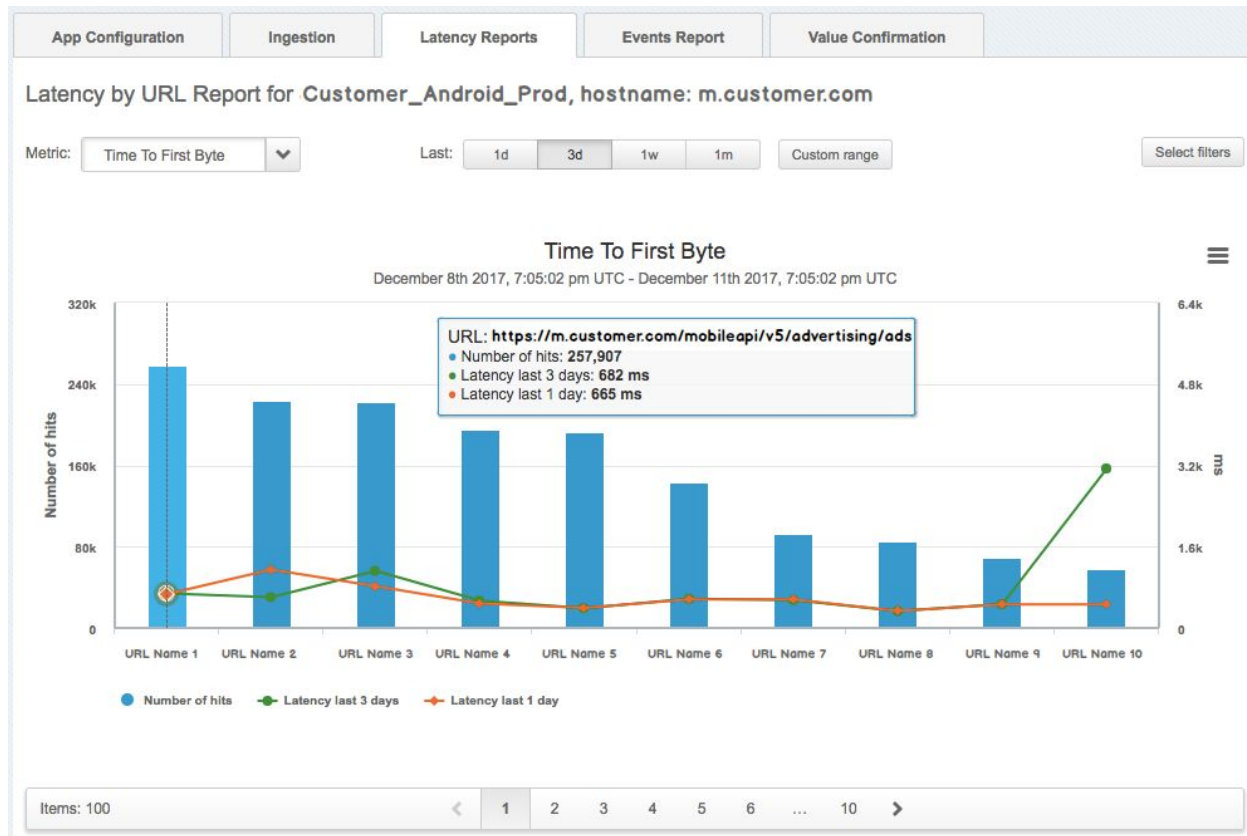 App Configuration Ingestion Latency Reports Events Report Value Confirmation
Latency by URL Report for Customer_Android_Prod, hostname: m.customer.com
Metric: Time To First Byte Last: 1d 3d 1w 1m Custom range Select filters
Time To First Byte
December 8th 2017, 7:05:02 pm UTC - December 11th 2017, 7:05:02 pm UTC
320k 6.4k
URL: https://m.customer.com/mobileapi/v5/advertising/ads
Number of hits: 257,907
Latency last 3 days: 682 ms
Latency last 1 day: 665 ms
240k 4.8k
Number of hits
160k 3.2k
ms
80k 1.6k
0 0
URL Name 1 URL Name 2 URL Name 3 URL Name 4 URL Name 5 URL Name 6 URL Name 7 URL Name 8 URL Name 9 URL Name 10
Number of hits Latency last 3 days Latency last 1 day
Items: 100 < 1 2 3 4 5 6 ... 10 >